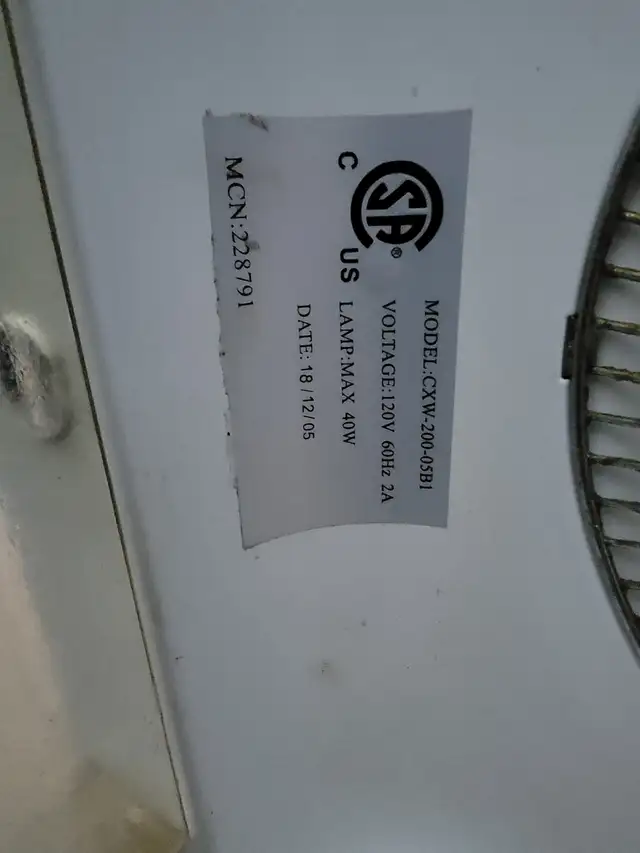 MODEL:CXW-200-05B1
VOLTAGE:120V 60Hz 2A
C SA® US
LAMP:MAX 40W
DATE: 18/12/05
MCN:228791